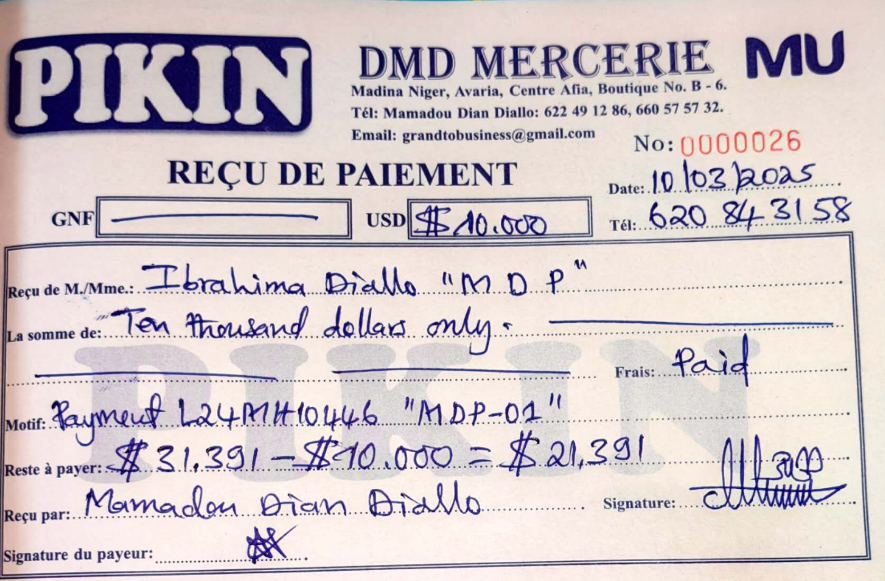 PIKIN
DMD MERCERIE MU
Madina Niger, Avaria, Centre Afia, Boutique No. B - 6.
Tél: Mamadou Dian Diallo: 622 49 12 86, 660 57 57 32.
Email: grandtobusiness@gmail.com
No: 0000026
REÇU DE PAIEMENT
Date: 10/03/2025
GNF USD $ 10.000
Tél: 620 84 31 58
Reçu de M./Mme.: Ibrahima Diallo "M D P"
La somme de: Ten thousand dollars only.
Frais: Paid
PIKIN
Motif: Payment L24MH10446 "MDP-01"
Reste à payer: $ 31,391 - $10.000 = $21,391
Reçu par: Mamadou Dian Diallo Signature:
Signature du payeur: